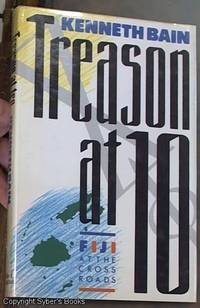 KENNETH BAIN
Treason
at 10
FIJI
AT THE
CROSS
ROADS
Copyright © Syber's Books